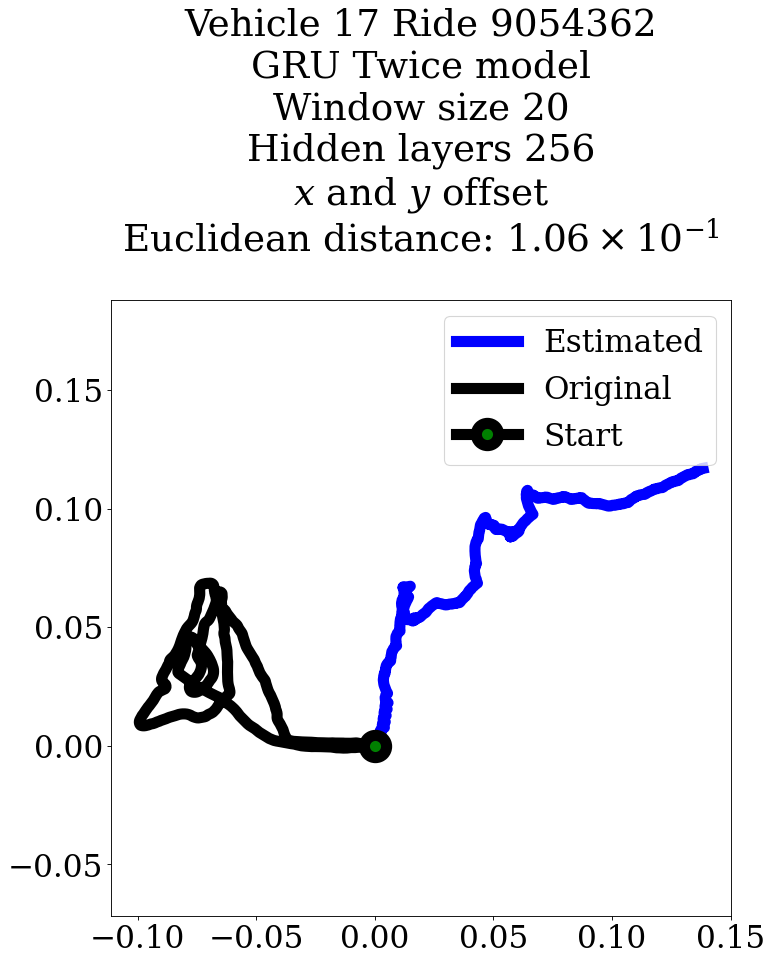 Vehicle 17 Ride 9054362
GRU Twice model
Window size 20
Hidden layers 256
x and y offset
Euclidean distance: 1.06 × 10⁻¹
Estimated
Original
Start
0.15
0.10
0.05
0.00
−0.05
−0.10 −0.05 0.00 0.05 0.10 0.15